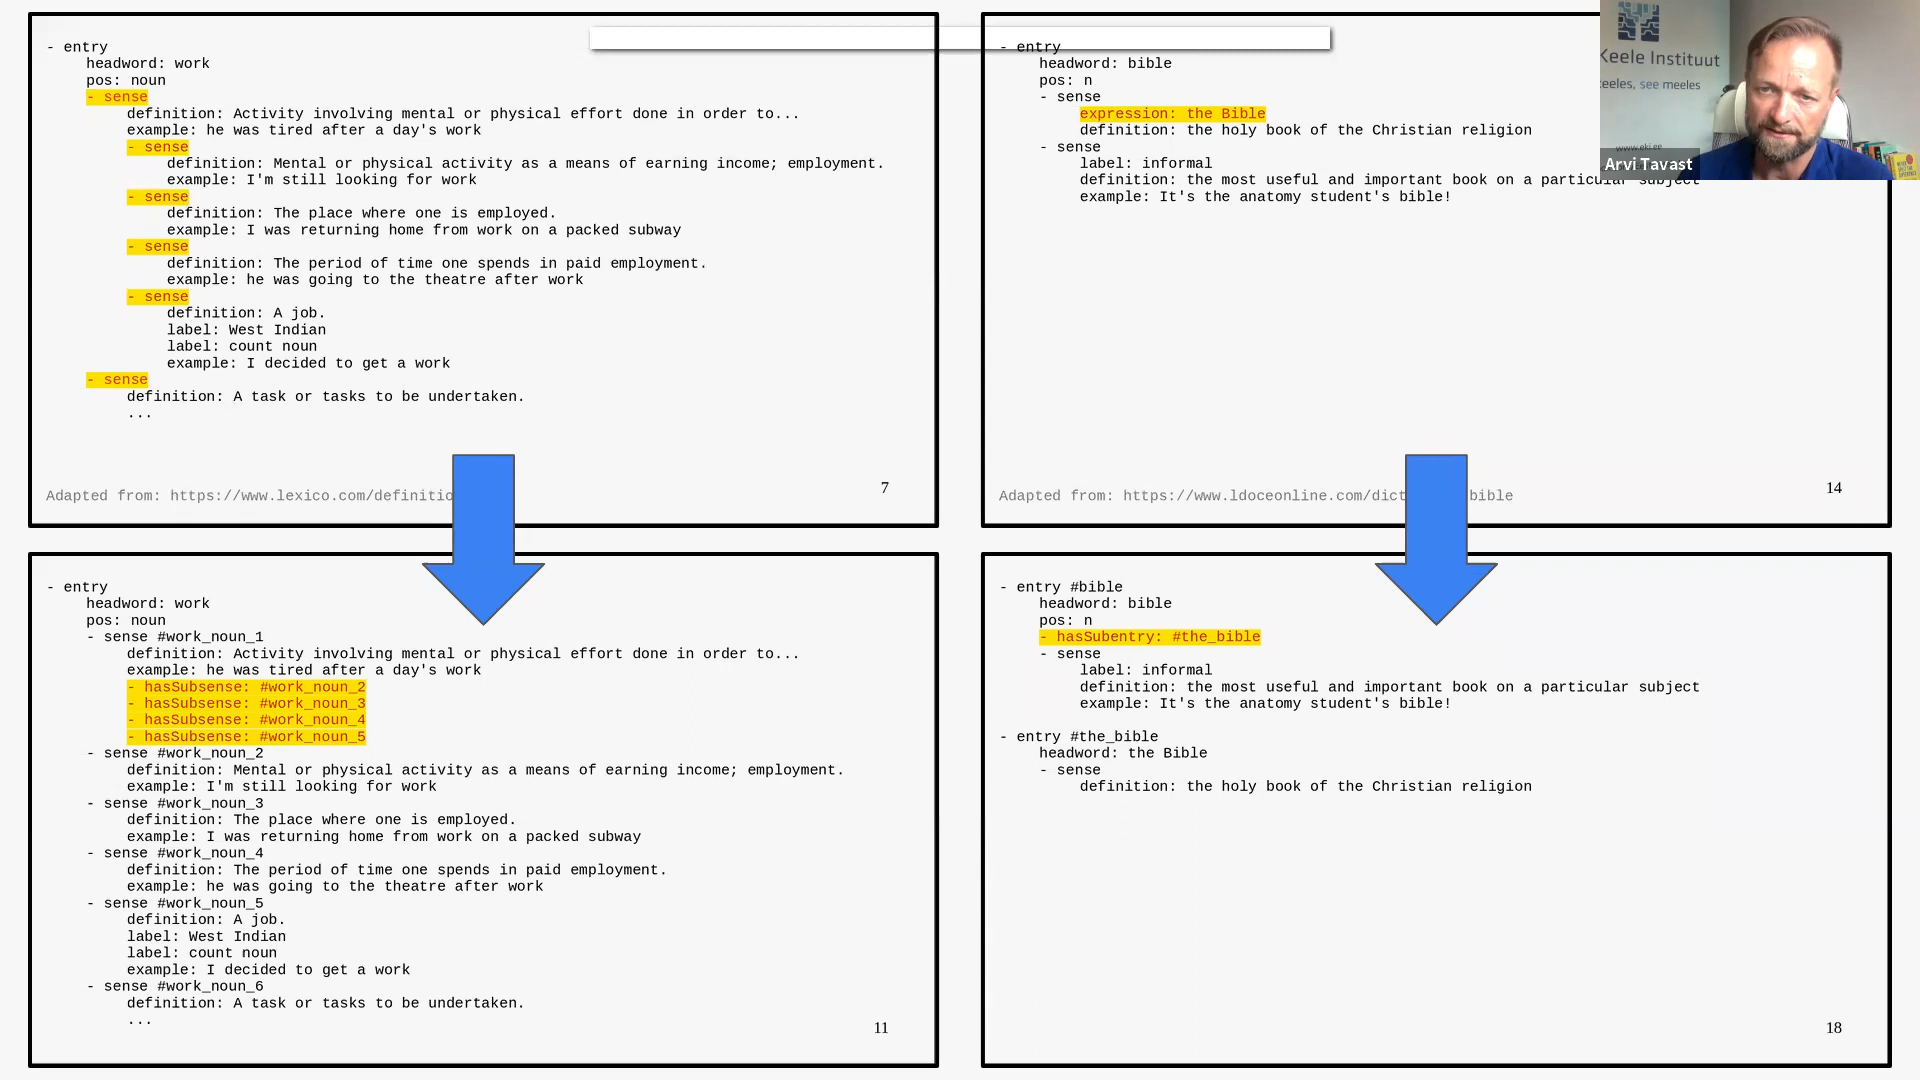 - entry
headword: work
pos: noun
- sense
definition: Activity involving mental or physical effort done in order to...
example: he was tired after a day's work
- sense
definition: Mental or physical activity as a means of earning income; employment.
example: I'm still looking for work
- sense
definition: The place where one is employed.
example: I was returning home from work on a packed subway
- sense
definition: The period of time one spends in paid employment.
example: he was going to the theatre after work
- sense
definition: A job.
label: West Indian
label: count noun
example: I decided to get a work
- sense
definition: A task or tasks to be undertaken.
...
Adapted from: https://www.lexico.com/definitio
7
- entry
headword: bible
pos: n
- sense
expression: the Bible
definition: the holy book of the Christian religion
- sense
label: informal
definition: the most useful and important book on a particular subject
example: It's the anatomy student's bible!
Adapted from: https://www.ldoceonline.com/dict bible
14
Keele Instituut
keeles, see meeles
www.eki.ee
Arvi Tavast
- entry
headword: work
pos: noun
- sense #work_noun_1
definition: Activity involving mental or physical effort done in order to...
example: he was tired after a day's work
- hasSubsense: #work_noun_2
- hasSubsense: #work_noun_3
- hasSubsense: #work_noun_4
- hasSubsense: #work_noun_5
- sense #work_noun_2
definition: Mental or physical activity as a means of earning income; employment.
example: I'm still looking for work
- sense #work_noun_3
definition: The place where one is employed.
example: I was returning home from work on a packed subway
- sense #work_noun_4
definition: The period of time one spends in paid employment.
example: he was going to the theatre after work
- sense #work_noun_5
definition: A job.
label: West Indian
label: count noun
example: I decided to get a work
- sense #work_noun_6
definition: A task or tasks to be undertaken.
...
11
- entry #bible
headword: bible
pos: n
- hasSubentry: #the_bible
- sense
label: informal
definition: the most useful and important book on a particular subject
example: It's the anatomy student's bible!
- entry #the_bible
headword: the Bible
- sense
definition: the holy book of the Christian religion
18